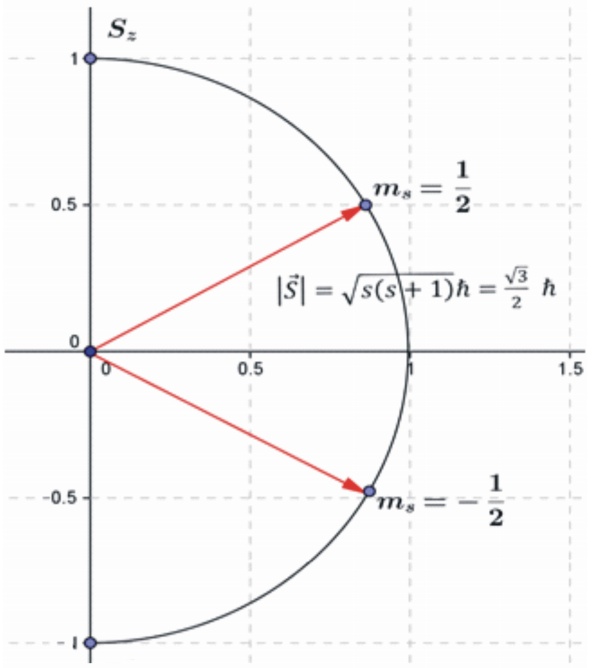 S_z
1
m_s = 1/2
0.5
|S⃗| = √s(s + 1)ħ = √3/2 ħ
0
0 0.5 1 1.5
-0.5
m_s = - 1/2
-1